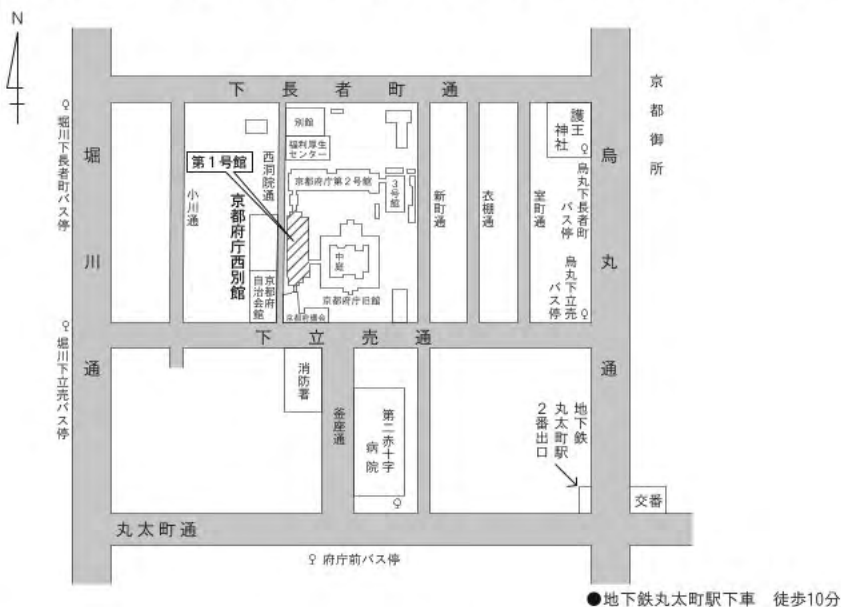 N
下長者町通
京都御所
堀川下長者町バス停
堀川通
小川通
西洞院通
別館
福利厚生
センター
第1号館
京都府庁西別館
京都府庁第2号館
3号館
中庭
京都府庁旧館
京都府
自治会館
京都府議会
新町通
衣棚通
室町通
護王
神社
烏丸下長者町
バス停
烏丸下立売
バス停
烏丸通
下立売通
堀川下立売バス停
消防署
釜座通
第二赤十字
病院
地下鉄
丸太町駅
2番出口
交番
丸太町通
府庁前バス停
●地下鉄丸太町駅下車 徒歩10分